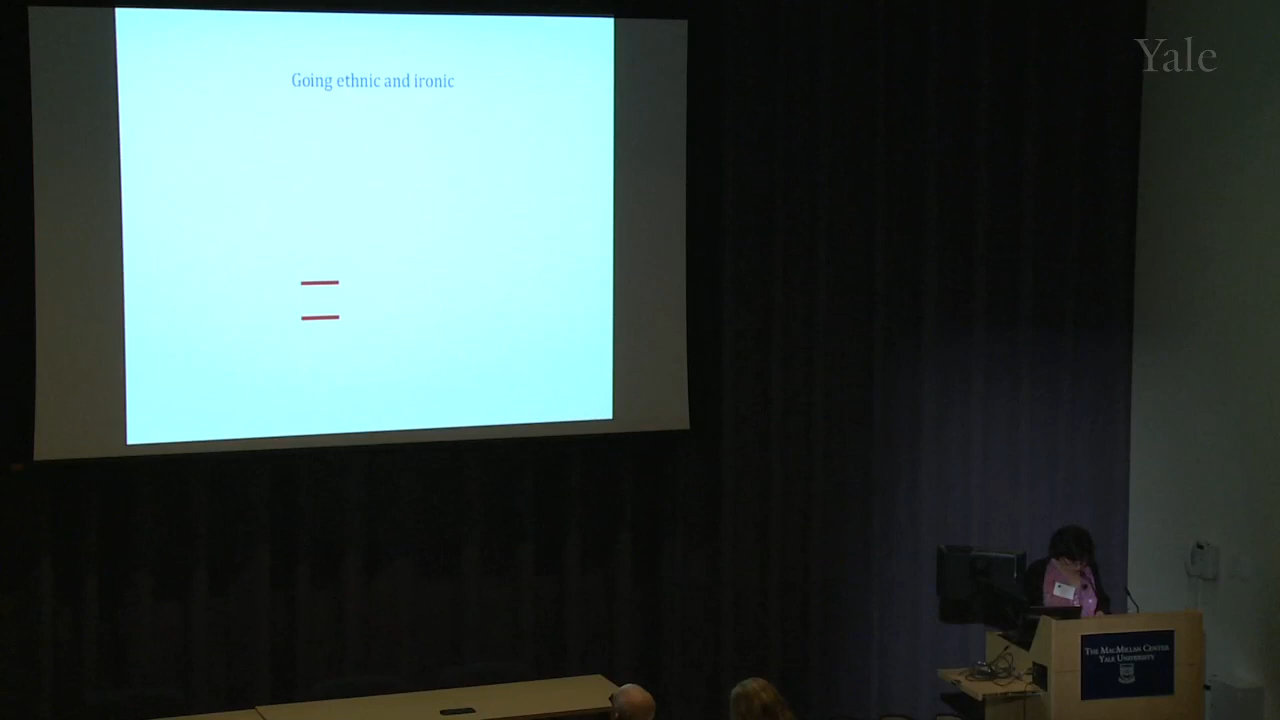 Going ethnic and ironic
Yale
THE MACMILLAN CENTER
YALE UNIVERSITY